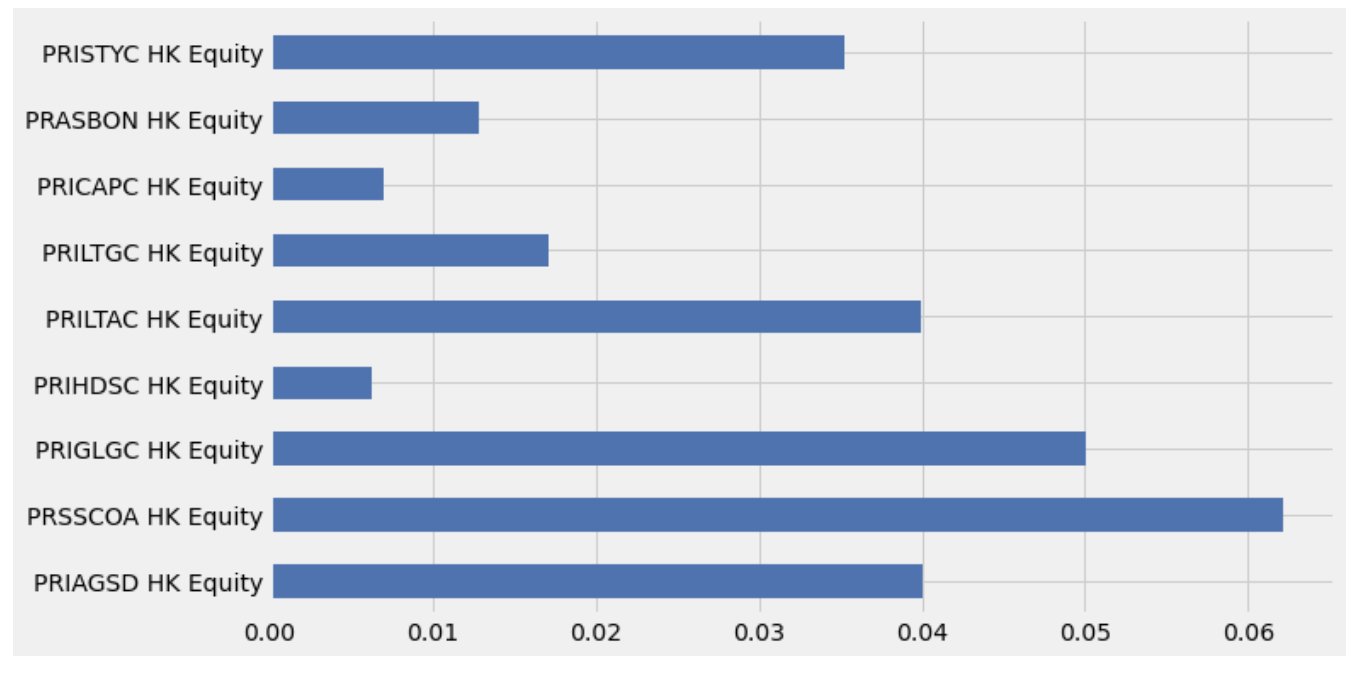 PRISTYC HK Equity
PRASBON HK Equity
PRICAPC HK Equity
PRILTGC HK Equity
PRILTAC HK Equity
PRIHDSC HK Equity
PRIGLGC HK Equity
PRSSCOA HK Equity
PRIAGSD HK Equity
0.00 0.01 0.02 0.03 0.04 0.05 0.06